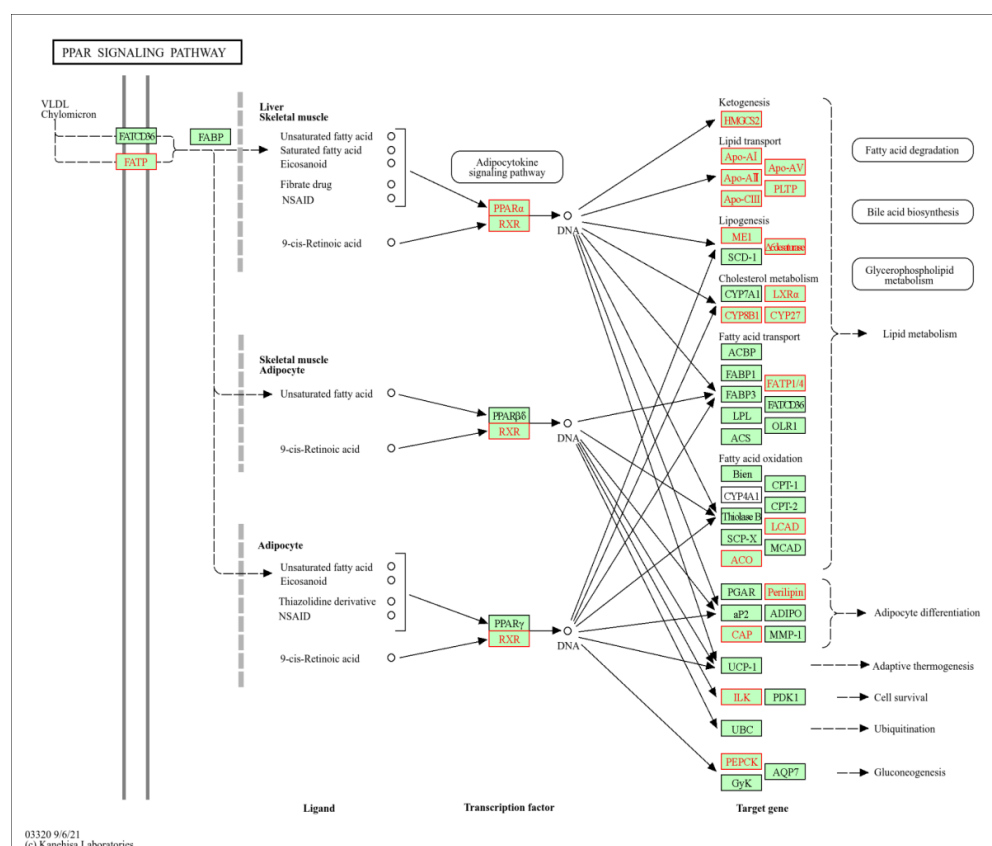 PPAR SIGNALING PATHWAY
VLDL
Chylomicron
FATCD36
FATP
FABP
Liver
Skeletal muscle
Unsaturated fatty acid
Saturated fatty acid
Eicosanoid
Fibrate drug
NSAID
9-cis-Retinoic acid
Adipocytokine
signaling pathway
PPARα
RXR
DNA
Skeletal muscle
Adipocyte
Unsaturated fatty acid
9-cis-Retinoic acid
PPARβδ
RXR
DNA
Adipocyte
Unsaturated fatty acid
Eicosanoid
Thiazolidine derivative
NSAID
9-cis-Retinoic acid
PPARγ
RXR
DNA
Ketogenesis
HMGCS2
Lipid transport
Apo-AI
Apo-AV
Apo-AII
PLTP
Apo-CIII
Lipogenesis
ME1
SCD-1
Cholesterol metabolism
CYP7A1 LXRα
CYP8B1 CYP27
Fatty acid transport
ACBP
FABP1
FATP1/4
FABP3
FATCD36
LPL
OLR1
ACS
Fatty acid oxidation
Bien
CPT-1
CYP4A1
CPT-2
Thiolase B
LCAD
SCP-X
MCAD
ACO
PGAR Perilipin
aP2 ADIPO
CAP MMP-1
UCP-1
ILK PDK1
UBC
PEPCK
AQP7
GyK
Fatty acid degradation
Bile acid biosynthesis
Glycerophospholipid
metabolism
Lipid metabolism
Adipocyte differentiation
Adaptive thermogenesis
Cell survival
Ubiquitination
Gluconeogenesis
Ligand
Transcription factor
Target gene
03320 9/6/21
(c) Kanehisa Laboratories